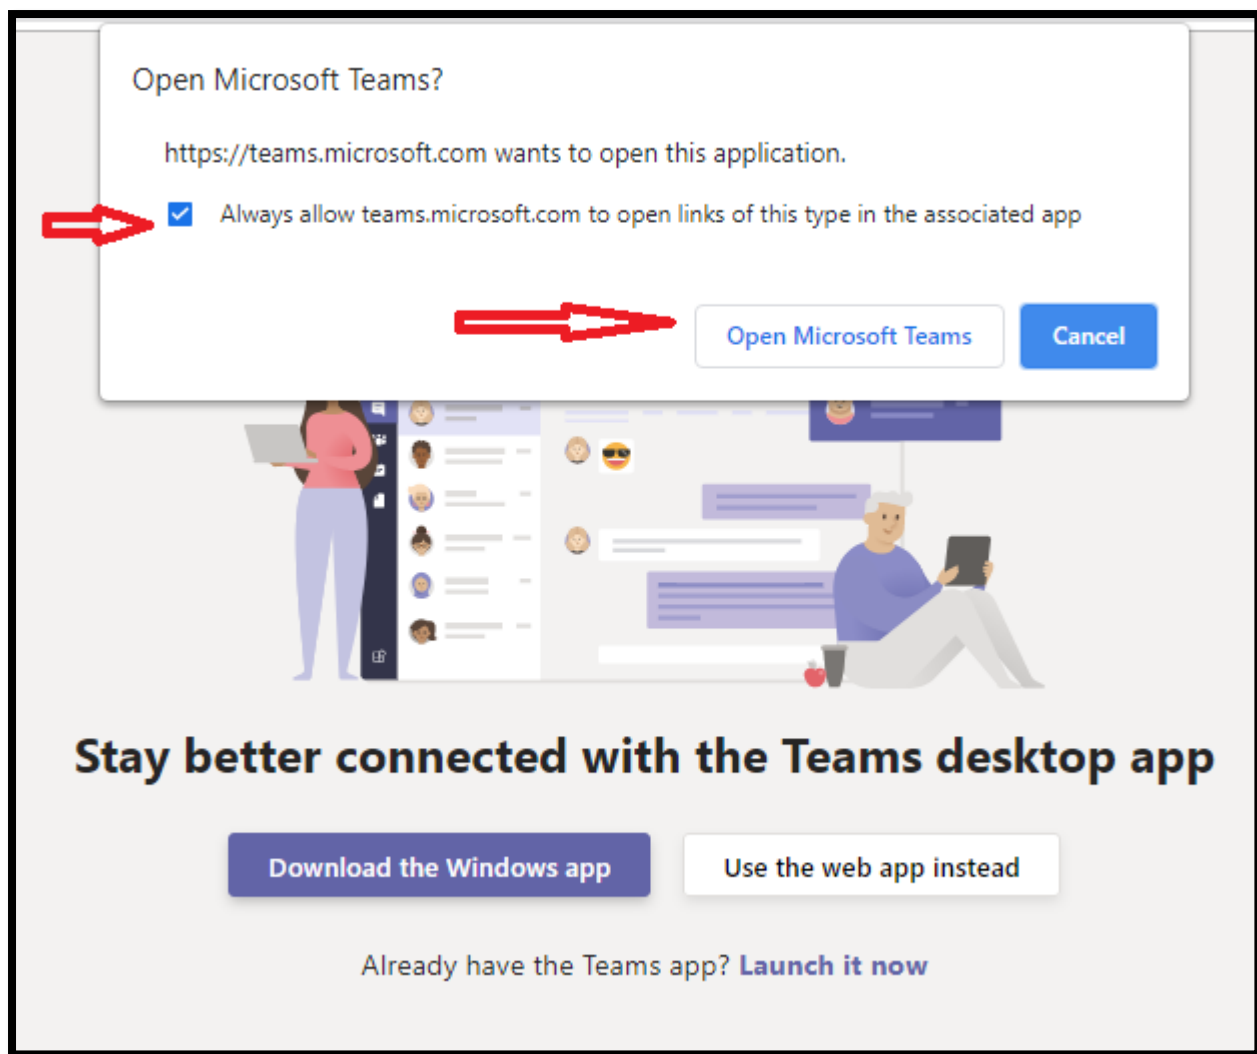 Open Microsoft Teams?
https://teams.microsoft.com wants to open this application.
Always allow teams.microsoft.com to open links of this type in the associated app
Open Microsoft Teams Cancel
Stay better connected with the Teams desktop app
Download the Windows app Use the web app instead
Already have the Teams app? Launch it now